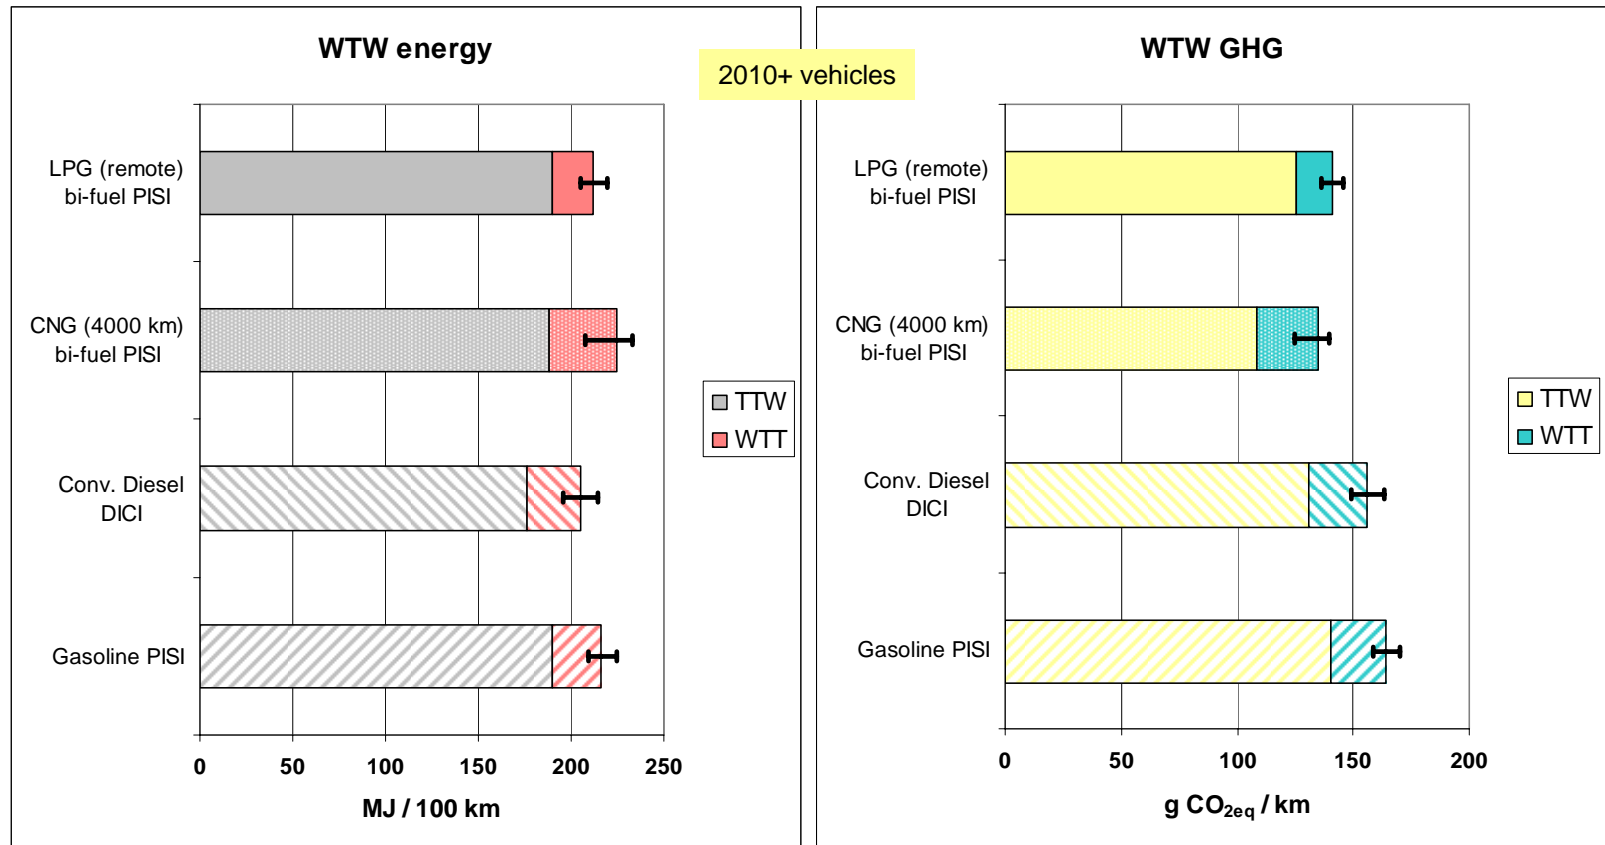 WTW energy
2010+ vehicles
LPG (remote)
bi-fuel PISI
CNG (4000 km)
bi-fuel PISI
Conv. Diesel
DICI
Gasoline PISI
TTW
WTT
0 50 100 150 200 250
MJ / 100 km
WTW GHG
LPG (remote)
bi-fuel PISI
CNG (4000 km)
bi-fuel PISI
Conv. Diesel
DICI
Gasoline PISI
TTW
WTT
0 50 100 150 200
g CO2eq / km